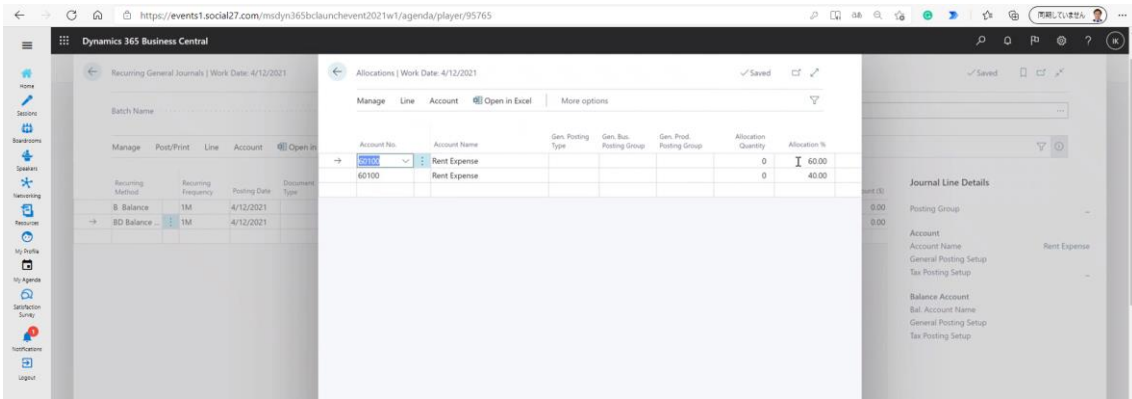 https://events1.social27.com/msdyn365bclaunchevent2021w1/agenda/player/95765
同期していません
Dynamics 365 Business Central
IK
Home
Sessions
Boardrooms
Speakers
Networking
Resources
My Profile
My Agenda
Satisfaction
Survey
Notifications
Logout
Recurring General Journals | Work Date: 4/12/2021
Saved
Batch Name
Manage Post/Print Line Account Open in
Recurring Method Recurring Frequency Posting Date Document Type
B Balance 1M 4/12/2021 0.00
BD Balance ... 1M 4/12/2021 0.00
Allocations | Work Date: 4/12/2021
Saved
Manage Line Account Open in Excel More options
Account No. Account Name Gen. Posting Type Gen. Bus. Posting Group Gen. Prod. Posting Group Allocation Quantity Allocation %
60100 Rent Expense 0 60.00
60100 Rent Expense 0 40.00
Journal Line Details
Posting Group
Account
Account Name Rent Expense
General Posting Setup
Tax Posting Setup
Balance Account
Bal. Account Name
General Posting Setup
Tax Posting Setup